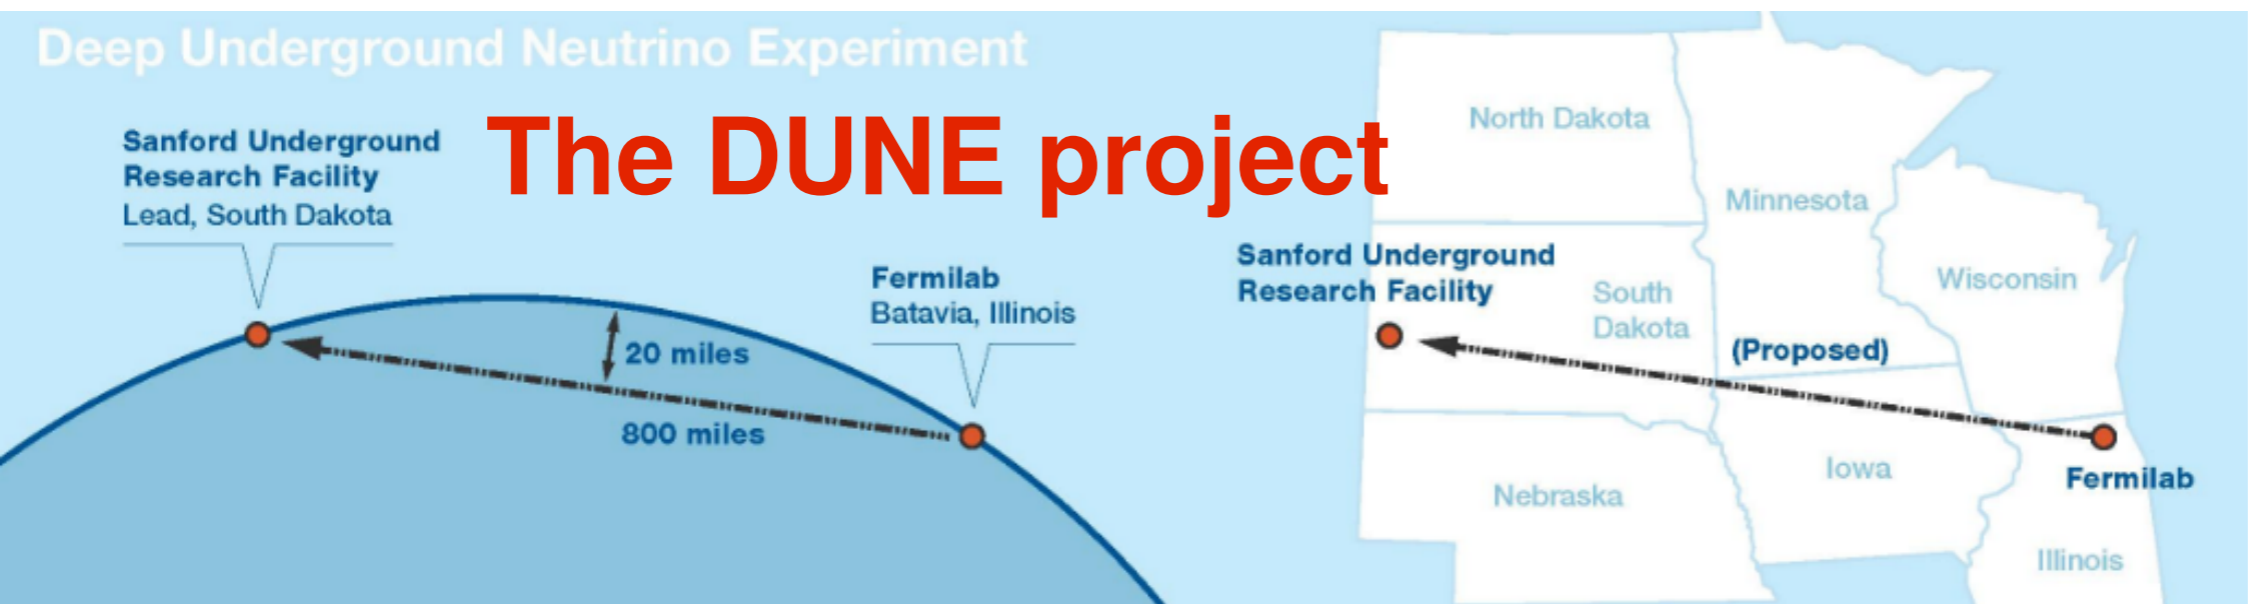 Deep Underground Neutrino Experiment
The DUNE project
Sanford Underground
Research Facility
Lead, South Dakota
Fermilab
Batavia, Illinois
20 miles
800 miles
North Dakota
Minnesota
Sanford Underground
Research Facility
South
Dakota
Wisconsin
(Proposed)
Iowa
Fermilab
Nebraska
Illinois